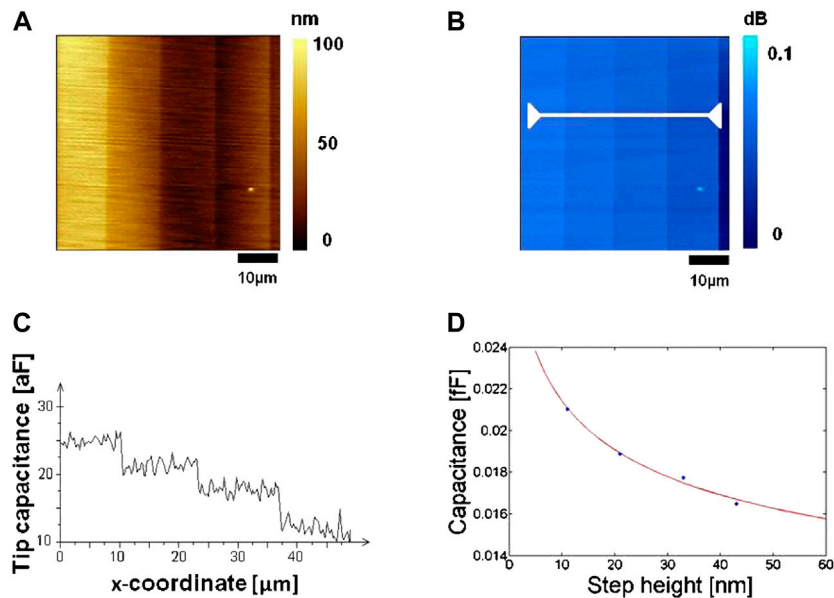 A
nm
100
50
0
10µm
B
dB
0.1
0
10µm
C
Tip capacitance [aF]
30
20
10
0
10
20
30
40
x-coordinate [µm]
D
Capacitance [fF]
0.024
0.022
0.02
0.018
0.016
0.014
0
10
20
30
40
50
60
Step height [nm]